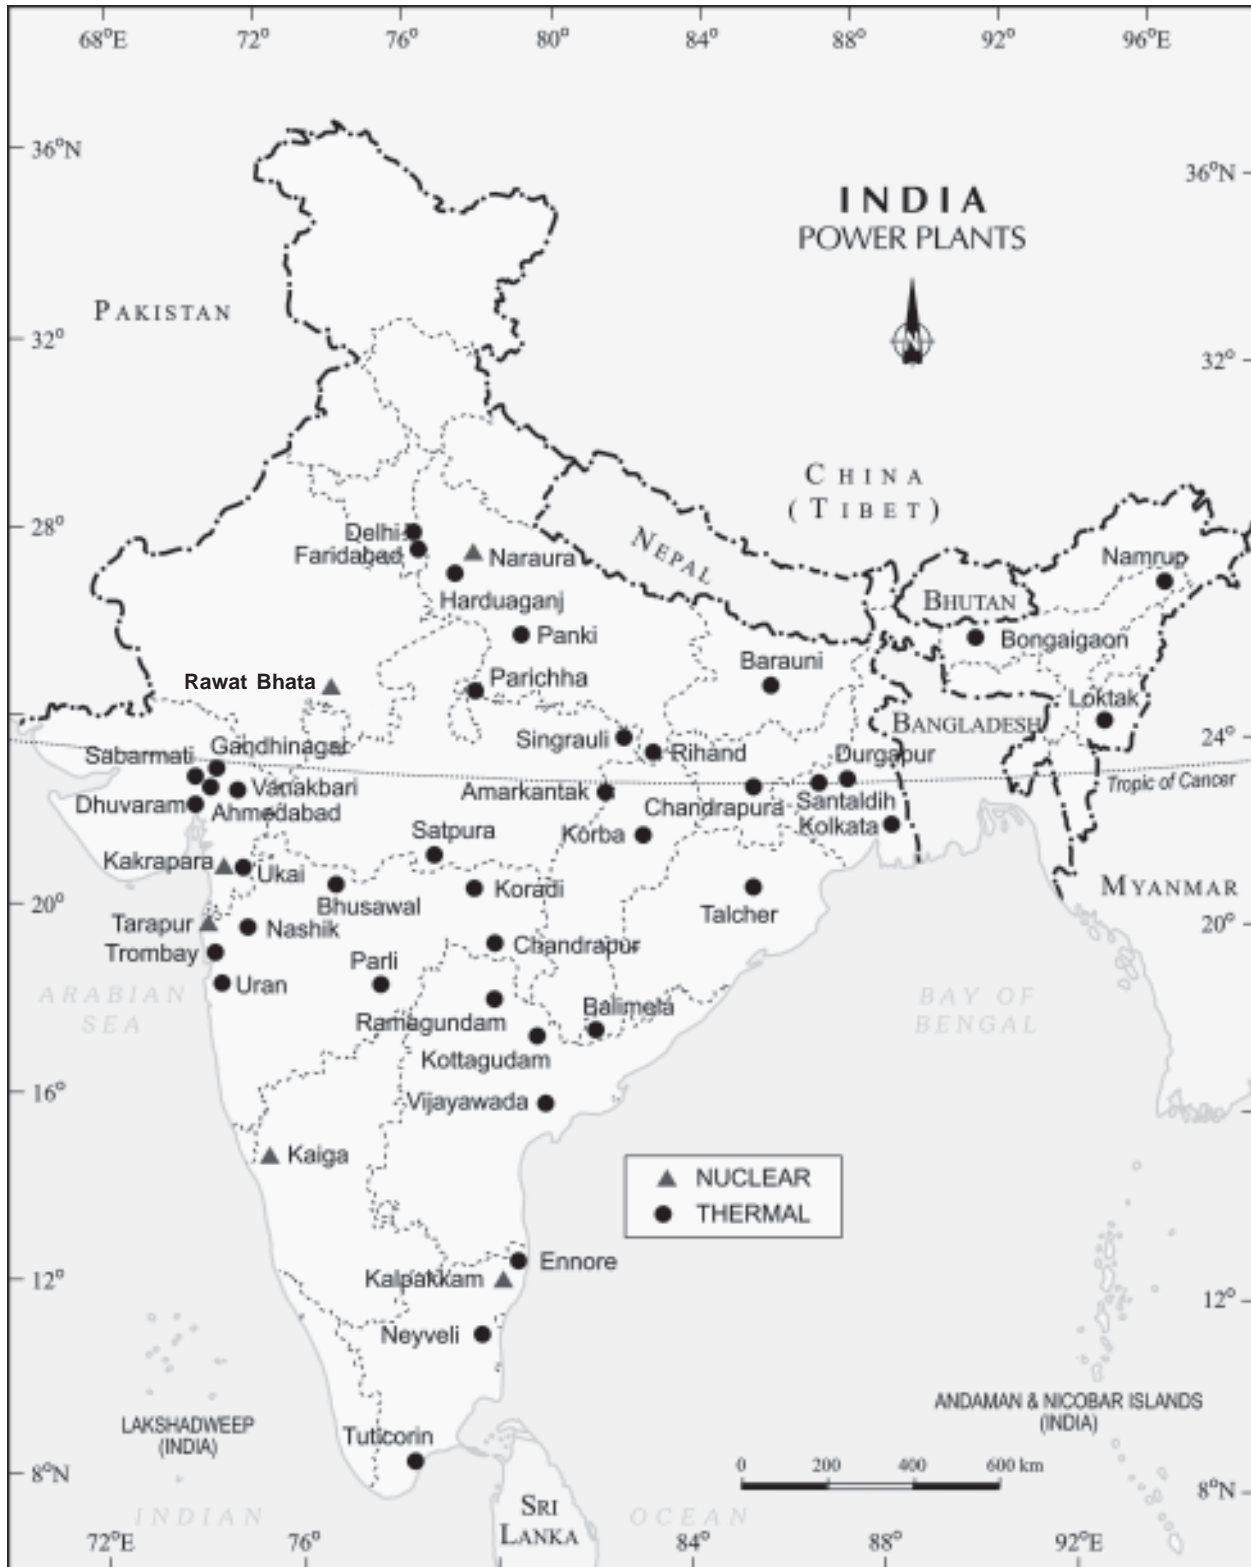 68°E 72° 76° 80° 84° 88° 92° 96°E
36°N
36°N
INDIA
POWER PLANTS
N
PAKISTAN
32°
32°
CHINA
(TIBET)
28°
Delhi
Faridabad
Naraura
NEPAL
Namrup
Harduaganj
BHUTAN
Panki
Bongaigaon
Barauni
Rawat Bhata
Parichha
Loktak
BANGLADESH
24°
Singrauli
Rihand
Durgapur
Sabarmati
Gandhinagar
Tropic of Cancer
Vanakbari
Amarkantak
Chandrapura
Santaldih
Dhuvaram
Ahmedabad
Kolkata
Satpura
Korba
Kakrapara
Ukai
Koradi
MYANMAR
Bhusawal
Talcher
20°
20°
Tarapur
Nashik
Chandrapur
Trombay
Parli
Uran
ARABIAN
SEA
BAY OF
BENGAL
Balimela
Ramagundam
Kottagudam
16°
Vijayawada
Kaiga
NUCLEAR
THERMAL
Ennore
Kalpakkam
12°
12°
Neyveli
LAKSHADWEEP
(INDIA)
ANDAMAN & NICOBAR ISLANDS
(INDIA)
Tuticorin
0 200 400 600 km
8°N
8°N
SRI
LANKA
INDIAN OCEAN
72°E 76° 84° 88° 92°E